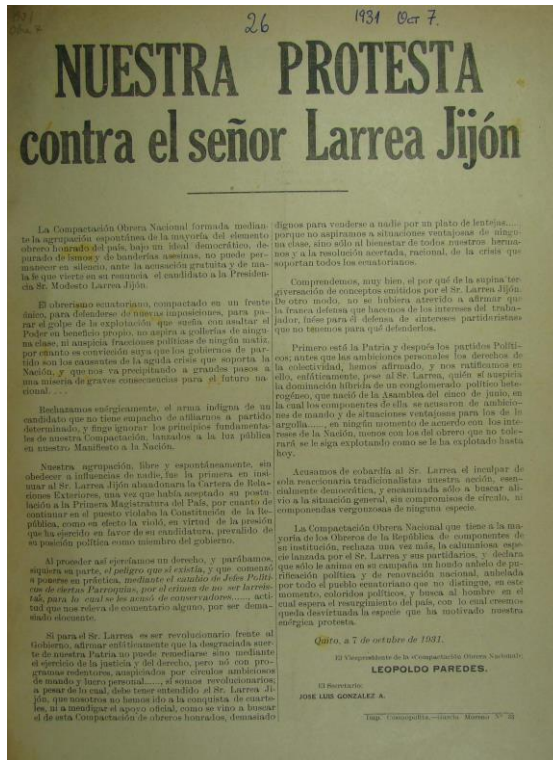 26
1931 Oct 7.
NUESTRA PROTESTA
contra el señor Larrea Jijón
La Compactación Obrera Nacional formada median-
te la agrupación espontánea de la mayoría del elemento
obrero honrado del país, bajo un ideal democrático, de-
purado de lemos y de banderías asesinas, no puede per-
manecer en silencio, ante la acusación gratuita y de ma-
la fe que vierte en su renuncia el candidato a la Presiden-
cia Sr. Modesto Larrea Jijón.
El obrerismo ecuatoriano, compactado en un frente
único, para defenderse de nuevas imposiciones, para pa-
rar el golpe de la explotación que sueña con asaltar el
Poder en beneficio propio, no aspira a gollerías de ningu-
na clase, ni auspicia fracciones políticas de ningún matiz,
por cuanto es convicción suya que los gobiernos de par-
tido son los causantes de la aguda crisis que soporta la
Nación, y que nos va precipitando a grandes pasos a
una miseria de graves consecuencias para el futuro na-
cional....
Rechazamos enérgicamente, el arma indigna de un
candidato que no tiene empacho de afiliarnos a partido
determinado, y finge ignorar los principios fundamenta-
les de nuestra Compactación, lanzados a la luz pública
en nuestro Manifiesto a la Nación.
Nuestra agrupación, libre y espontáneamente, sin
obedecer a influencias de nadie, fue la primera en insi-
nuar al Sr. Larrea Jijón abandonara la Cartera de Rela-
ciones Exteriores, una vez que había aceptado su postu-
lación a la Primera Magistratura del País, por cuanto de
continuar en el puesto violaba la Constitución de la Re-
pública, como en efecto la violó, en virtud de la presión
que ha ejercido en favor de su candidatura, prevalido de
su posición política como miembro del gobierno.
Al proceder así ejercíamos un derecho, y parábamos,
siquiera en parte, el peligro que sí existía, y que comenzó
a ponerse en práctica, mediante el cambio de Jefes Políti-
cos de ciertas Parroquias, por el crimen de no ser larreis-
tas, para lo cual se les acusó de conservadores...., acti-
tud que nos releva de comentario alguno, por ser dema-
siado elocuente.
Si para el Sr. Larrea es ser revolucionario frente al
Gobierno, afirmar enfáticamente que la desgraciada suer-
te de nuestra Patria no puede remediarse sino mediante
el ejercicio de la justicia y del derecho, pero nó con pro-
gramas redentores, auspiciados por círculos ambiciosos
de mando y lucro personal....., sí somos revolucionarios;
a pesar de lo cual, debe tener entendido el Sr. Larrea Ji-
jón, que nosotros no hemos ido a la conquista de cuarte-
les, ni a mendigar el apoyo oficial, como se vino a buscar
el de esta Compactación de obreros honrados, demasiado
dignos para venderse a nadie por un plato de lentejas.....
porque no aspiramos a situaciones ventajosas de ningu-
na clase, sino sólo al bienestar de todos nuestros herma-
nos y a la resolución acertada, racional, de la crisis que
soportan todos los ecuatorianos.
Comprendemos, muy bien, el por qué de la supina ter-
giversación de conceptos emitidos por el Sr. Larrea Jijón.
De otro modo, no se hubiera atrevido a afirmar que
la franca defensa que hacemos de los intereses del traba-
jador, fuése para él defensa de sintereses partideristas
que no tenemos para qué defenderlos.
Primero está la Patria y después los partidos Políti-
cos; antes que las ambiciones personales los derechos de
la colectividad, hemos afirmado, y nos ratificamos en
ello, enfáticamente, pese al Sr. Larrea, quién sí auspicia
la dominación híbrida de un conglomerado político hete-
rogéneo, que nació de la Asamblea del cinco de junio, en
la cual los componentes de ella se acusaron de ambicio-
nes de mando y de situaciones ventajosas para los de la
argolla....., en ningún momento de acuerdo con los inte-
reses de la Nación, menos con los del obrero que no tole-
rará se le siga explotando como se le ha explotado hasta
hoy.
Acusamos de cobardía al Sr. Larrea el inculpar de
«ola reaccionaria tradicionalista» nuestra acción, esen-
cialmente democrática, y encaminada sólo a buscar ali-
vio a la situación general, sin compromisos de círculo, ni
componendas vergonzosas de ninguna especie.
La Compactación Obrera Nacional que tiene a la ma-
yoría de los Obreros de la República de componentes de
su institución, rechaza una vez más, la calumniosa espe-
cie lanzada por el Sr. Larrea y sus partidarios, y declara
que sólo le anima en su campaña un hondo anhelo de pu-
rificación política y de renovación nacional, anhelada
por todo el pueblo ecuatoriano que no distingue, en este
momento, coloridos políticos, y busca al hombre en el
cual espera el resurgimiento del país, con lo cual creemos
queda desvirtuada la especie que ha motivado nuestra
enérgica protesta.
Quito, a 7 de octubre de 1931.
El Vicepresidente de la «Compactación Obrera Nacional»,
LEOPOLDO PAREDES.
El Secretario:
JOSE LUIS GONZALEZ A.
Imp. Cosmopolita.—García Moreno Nº 23